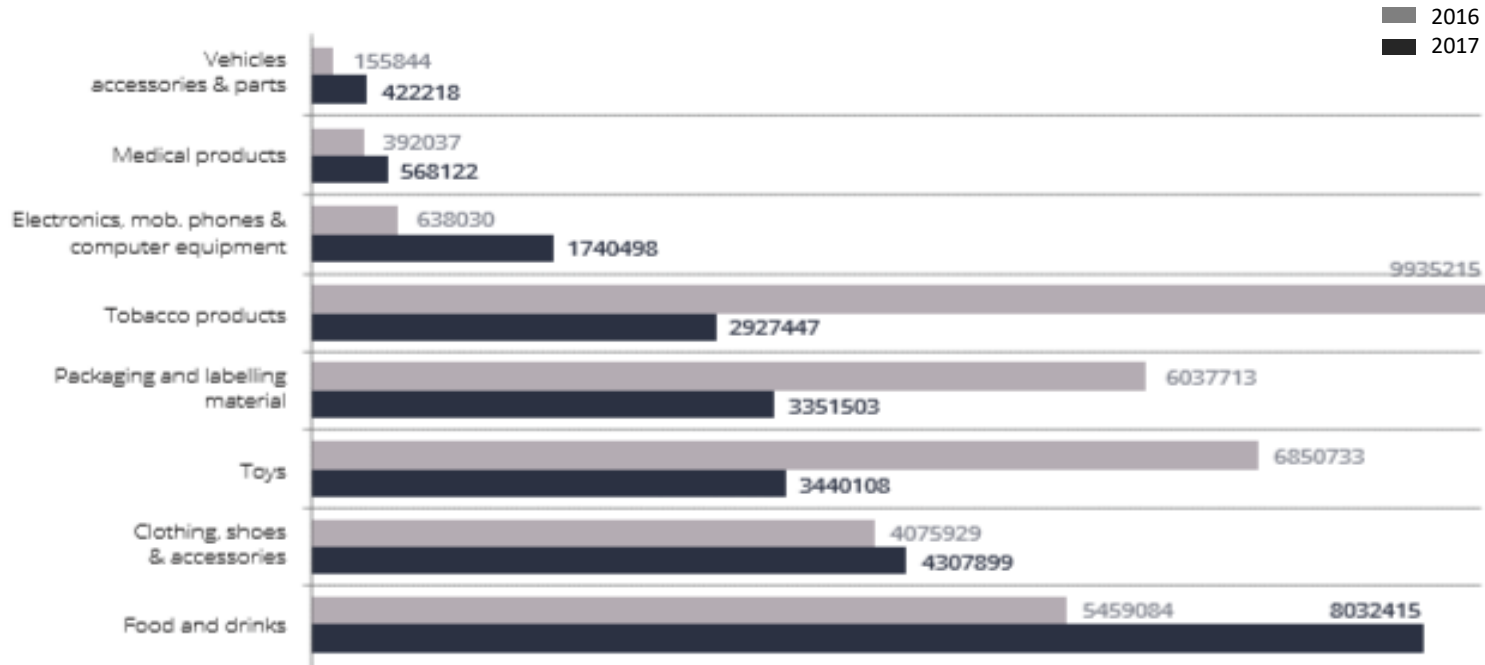 2016
2017
Vehicles
accessories & parts
155844
422218
Medical products
392037
568122
Electronics, mob. phones &
computer equipment
638030
1740498
9935215
Tobacco products
2927447
Packaging and labelling
material
6037713
3351503
Toys
6850733
3440108
Clothing, shoes
& accessories
4075929
4307899
Food and drinks
5459084
8032415